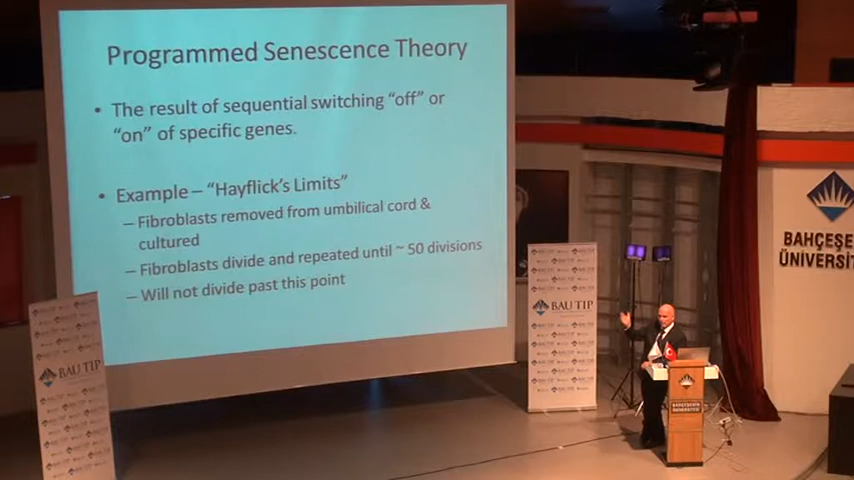 Programmed Senescence Theory
• The result of sequential switching “off” or
“on” of specific genes.
• Example – “Hayflick’s Limits”
– Fibroblasts removed from umbilical cord &
cultured
– Fibroblasts divide and repeated until ~ 50 divisions
– Will not divide past this point
BAU TIP
BAU TIP
BAHÇEŞE
ÜNİVERSİT